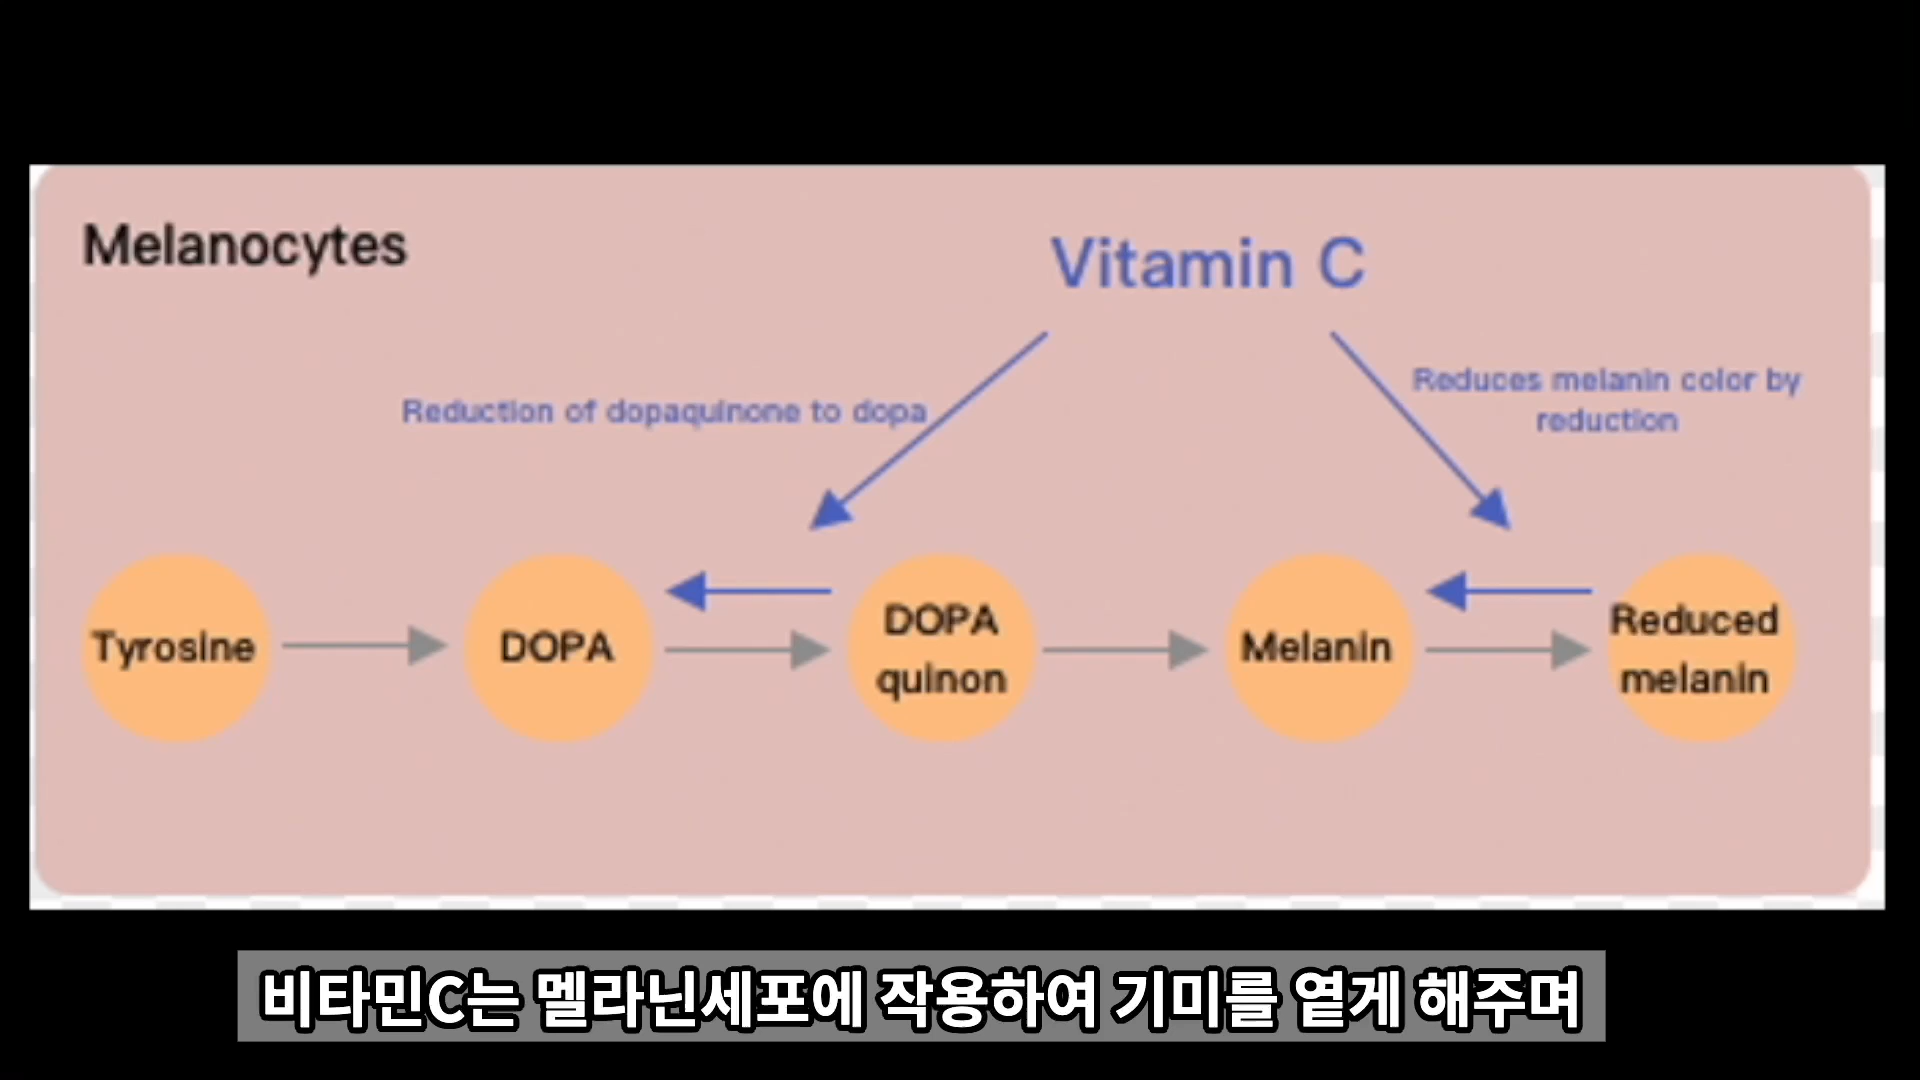 Melanocytes
Vitamin C
Reduction of dopaquinone to dopa
Reduces melanin color by
reduction
Tyrosine
DOPA
DOPA
quinon
Melanin
Reduced
melanin
비타민C는 멜라닌세포에 작용하여 기미를 옅게 해주며